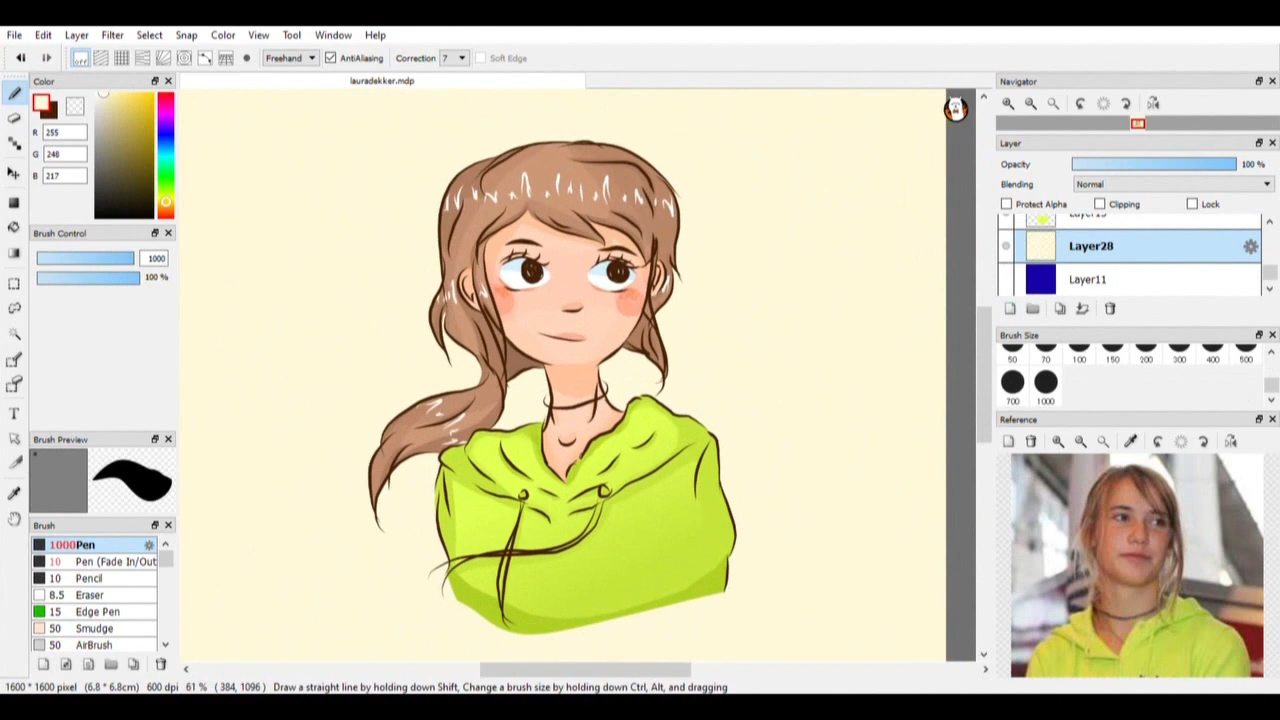 File Edit Layer Filter Select Snap Color View Tool Window Help
off Freehand AntiAliasing Correction 7 Soft Edge
Color
R 255
G 248
B 217
Brush Control
1000
100 %
Brush Preview
Brush
1000 Pen
10 Pen (Fade In/Out
10 Pencil
8.5 Eraser
15 Edge Pen
50 Smudge
50 AirBrush
lauradekker.mdp
Navigator
Layer
Opacity 100 %
Blending Normal
Protect Alpha Clipping Lock
Layer28
Layer11
Brush Size
50 70 100 150 200 300 400 500
700 1000
Reference
1600 * 1600 pixel (6.8 * 6.8cm) 600 dpi 61 % ( 384, 1096 ) Draw a straight line by holding down Shift, Change a brush size by holding down Ctrl, Alt, and dragging